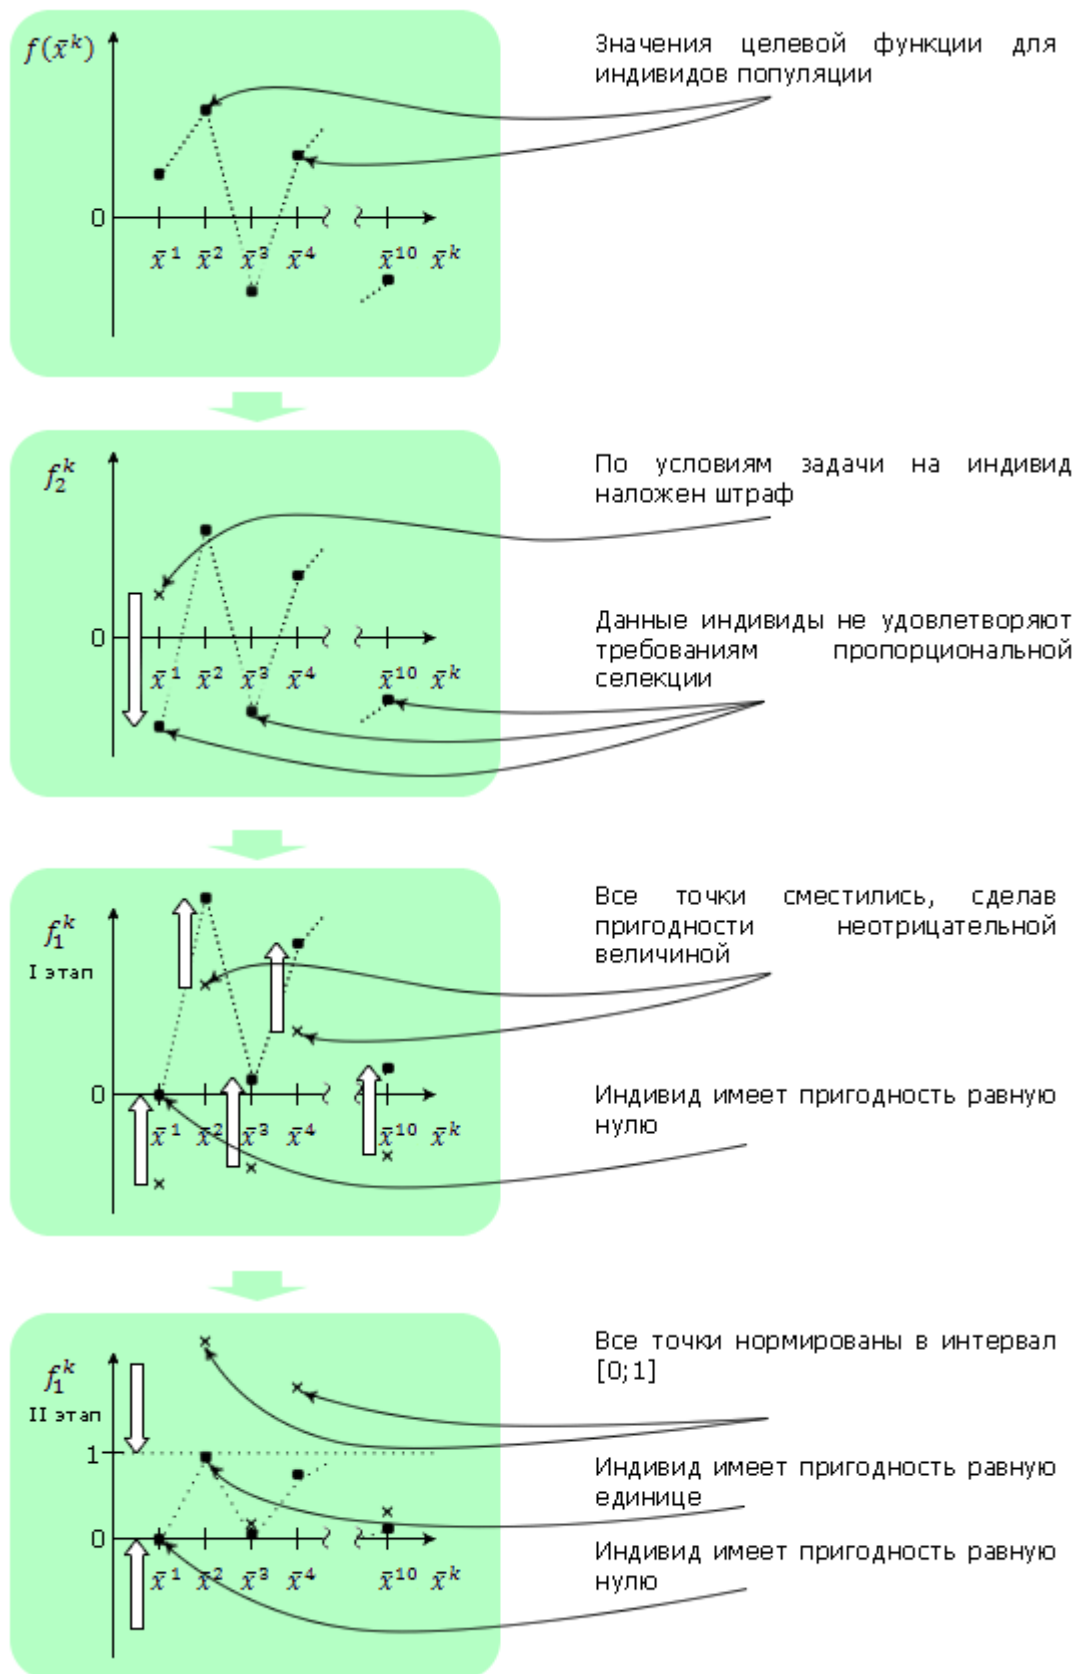 f(x̄ᵏ)
Значения целевой функции для
индивидов популяции
0
x̄¹ x̄² x̄³ x̄⁴ x̄¹⁰ x̄ᵏ
f₂ᵏ
По условиям задачи на индивид
наложен штраф
0
Данные индивиды не удовлетворяют
требованиям пропорциональной
селекции
x̄¹ x̄² x̄³ x̄⁴ x̄¹⁰ x̄ᵏ
f₁ᵏ
I этап
Все точки сместились, сделав
пригодности неотрицательной
величиной
0
Индивид имеет пригодность равную
нулю
x̄¹ x̄² x̄³ x̄⁴ x̄¹⁰ x̄ᵏ
f₁ᵏ
II этап
Все точки нормированы в интервал
[0;1]
1
Индивид имеет пригодность равную
единице
0
Индивид имеет пригодность равную
нулю
x̄¹ x̄² x̄³ x̄⁴ x̄¹⁰ x̄ᵏ